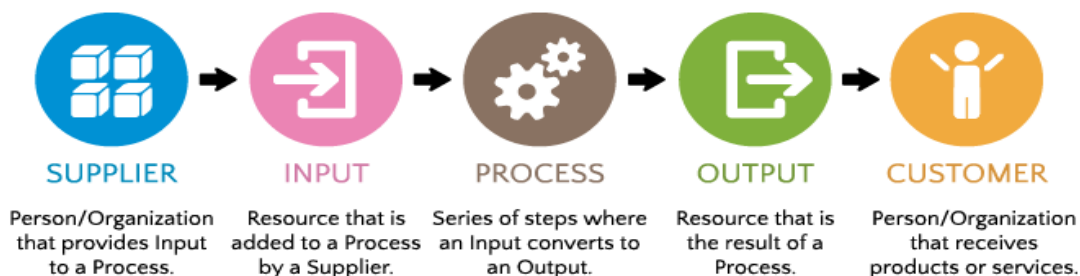 SUPPLIER
Person/Organization
that provides Input
to a Process.
INPUT
Resource that is
added to a Process
by a Supplier.
PROCESS
Series of steps where
an Input converts to
an Output.
OUTPUT
Resource that is
the result of a
Process.
CUSTOMER
Person/Organization
that receives
products or services.